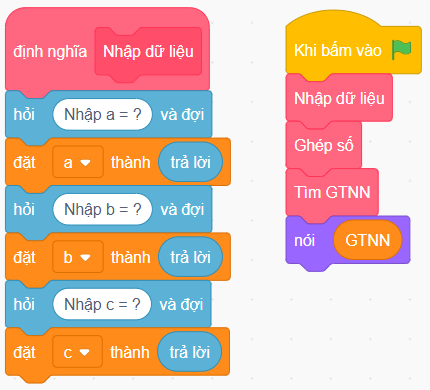 định nghĩa Nhập dữ liệu
hỏi Nhập a = ? và đợi
đặt a thành trả lời
hỏi Nhập b = ? và đợi
đặt b thành trả lời
hỏi Nhập c = ? và đợi
đặt c thành trả lời
Khi bấm vào
Nhập dữ liệu
Ghép số
Tìm GTNN
nói GTNN